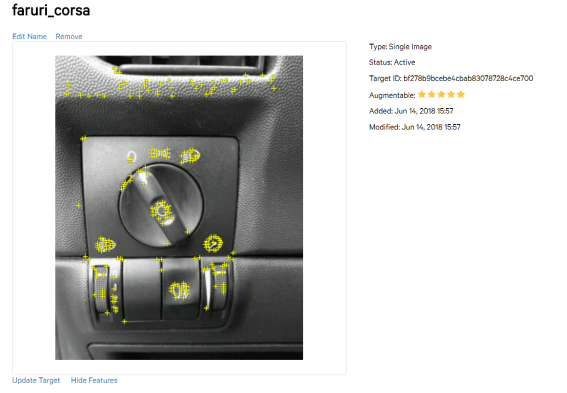 faruri_corsa
Edit Name Remove
Type: Single Image
Status: Active
Target ID: bf278b9bcebe4cbab83078728c4ce700
Augmentable:
Added: Jun 14, 2018 15:57
Modified: Jun 14, 2018 15:57
Update Target Hide Features